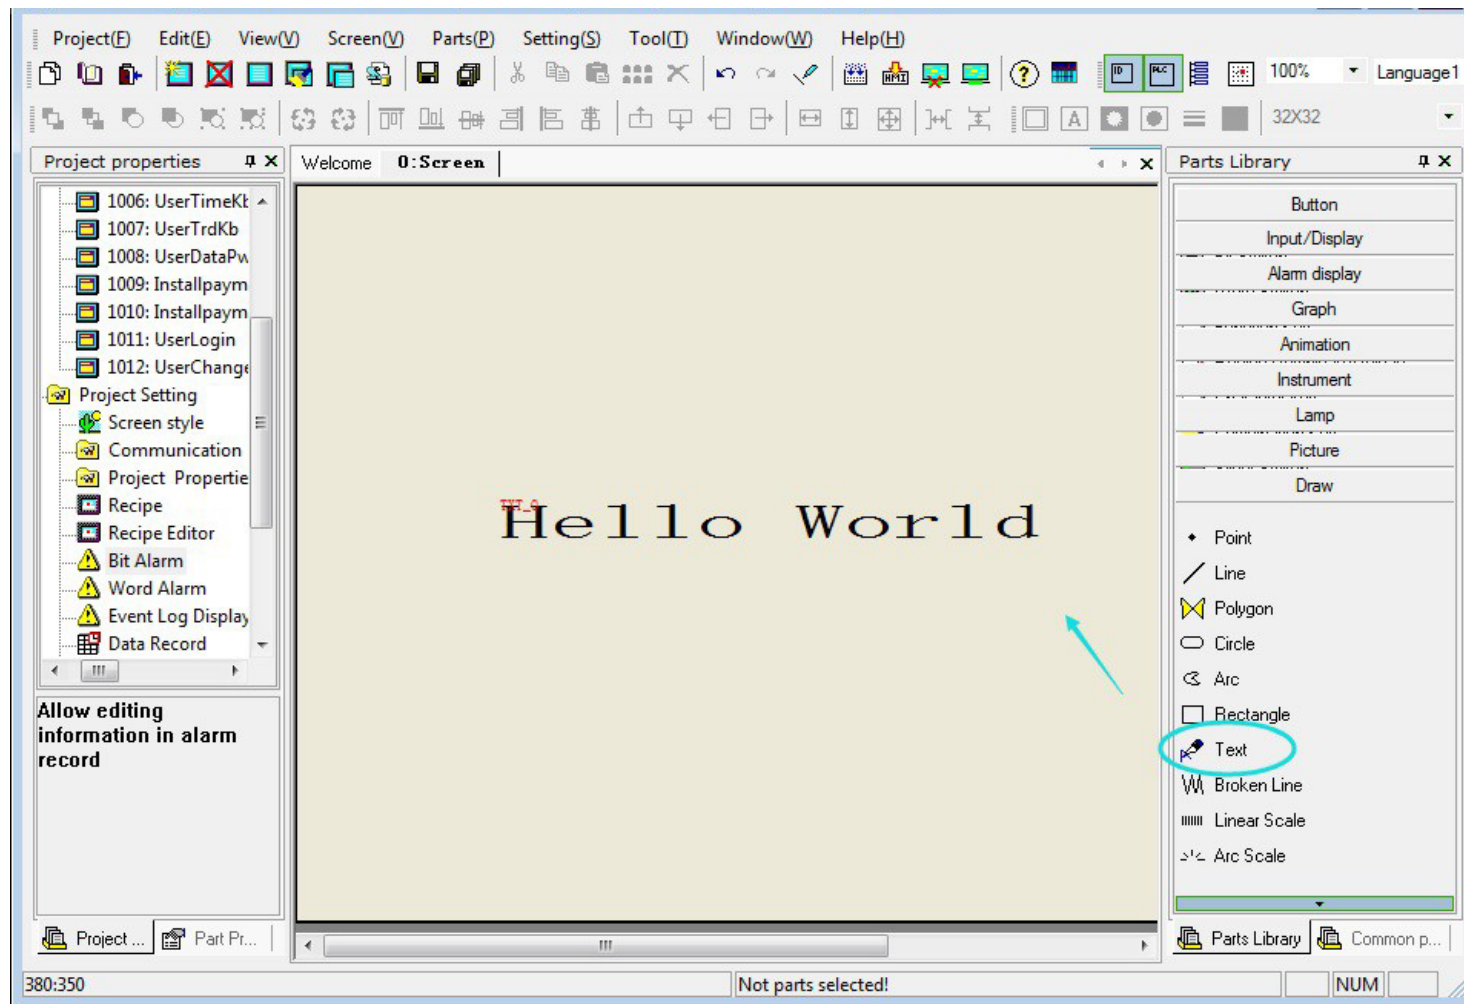 Project(F) Edit(E) View(V) Screen(V) Parts(P) Setting(S) Tool(T) Window(W) Help(H)
100% Language1
32X32
Project properties
Welcome 0:Screen
Parts Library
1006: UserTimeKb
1007: UserTrdKb
1008: UserDataPw
1009: Installpaym
1010: Installpaym
1011: UserLogin
1012: UserChange
Project Setting
Screen style
Communication
Project Propertie
Recipe
Recipe Editor
Bit Alarm
Word Alarm
Event Log Display
Data Record
Allow editing
information in alarm
record
Project ... Part Pr...
TXT_0
Hello World
Button
Input/Display
Alarm display
Graph
Animation
Instrument
Lamp
Picture
Draw
Point
Line
Polygon
Circle
Arc
Rectangle
Text
Broken Line
Linear Scale
Arc Scale
Parts Library Common p...
380:350 Not parts selected! NUM